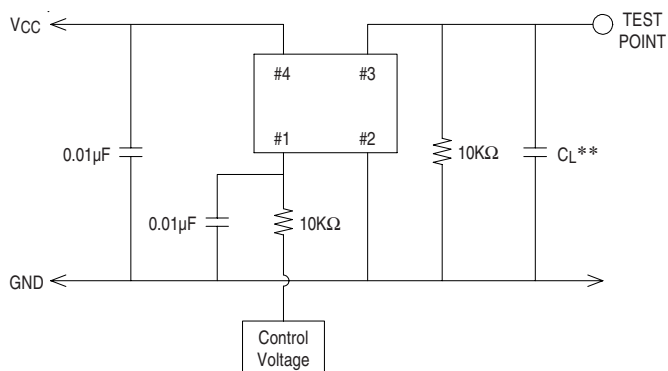 VCC
TEST
POINT
#4
#3
#1
#2
0.01µF
10KΩ
CL**
0.01µF
10KΩ
GND
Control
Voltage